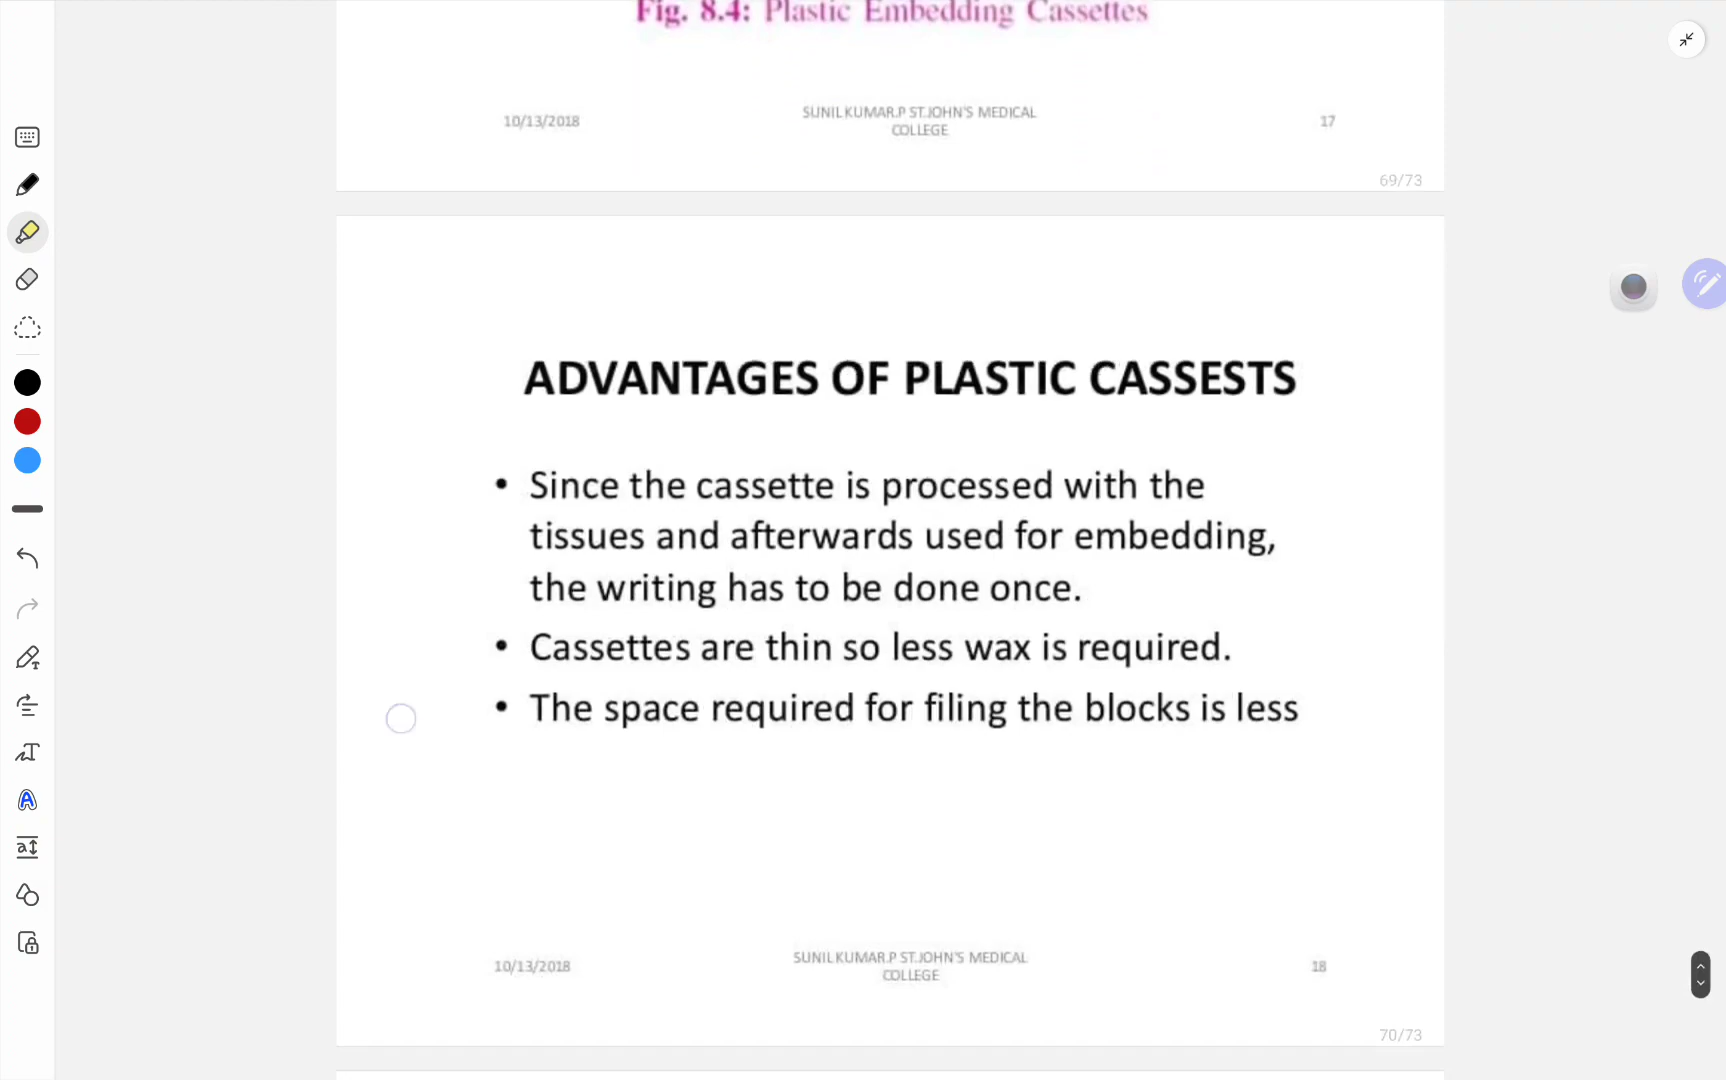 Fig. 8.4: Plastic Embedding Cassettes
10/13/2018
SUNIL KUMAR.P ST.JOHN'S MEDICAL
COLLEGE
17
69/73
ADVANTAGES OF PLASTIC CASSESTS
• Since the cassette is processed with the
tissues and afterwards used for embedding,
the writing has to be done once.
• Cassettes are thin so less wax is required.
• The space required for filing the blocks is less
10/13/2018
SUNIL KUMAR.P ST.JOHN'S MEDICAL
COLLEGE
18
70/73